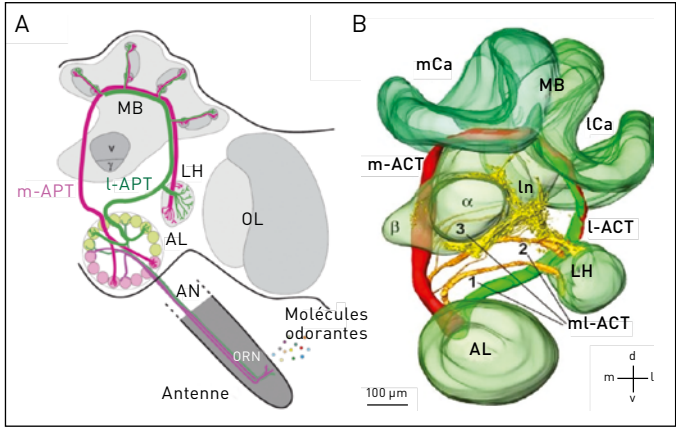 A
MB
v
γ
l-APT
LH
m-APT
OL
AL
AN
Molécules
odorantes
ORN
Antenne
B
mCa
MB
lCa
m-ACT
ln
α
β
3
l-ACT
2
LH
1
ml-ACT
AL
100 µm
d
m l
v